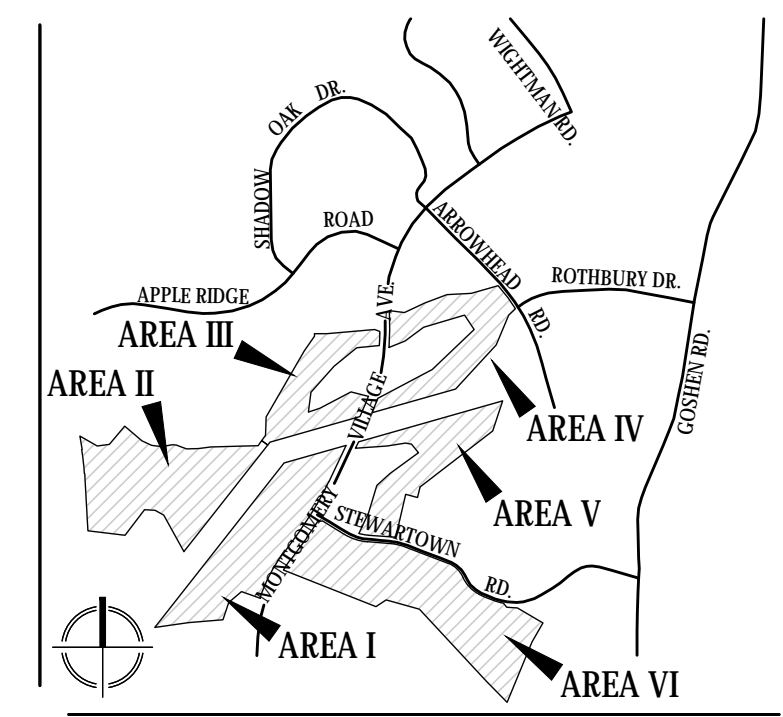 WIGHTMAN RD.
OAK DR.
SHADOW
ROAD
ARROWHEAD
RD.
ROTHBURY DR.
APPLE RIDGE
AVE.
AREA III
GOSHEN RD.
AREA II
VILLAGE
AREA IV
AREA V
MONTGOMERY
STEWARTOWN
RD.
AREA I
AREA VI